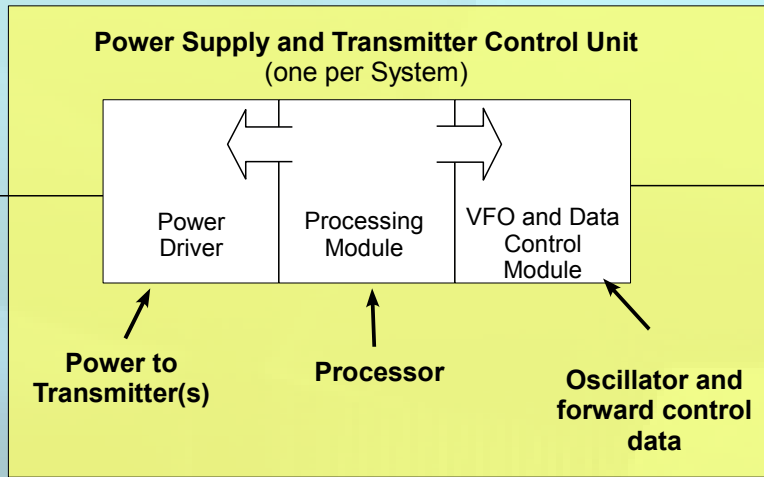 Power Supply and Transmitter Control Unit
(one per System)
Power
Driver
Processing
Module
VFO and Data
Control
Module
Power to
Transmitter(s)
Processor
Oscillator and
forward control
data